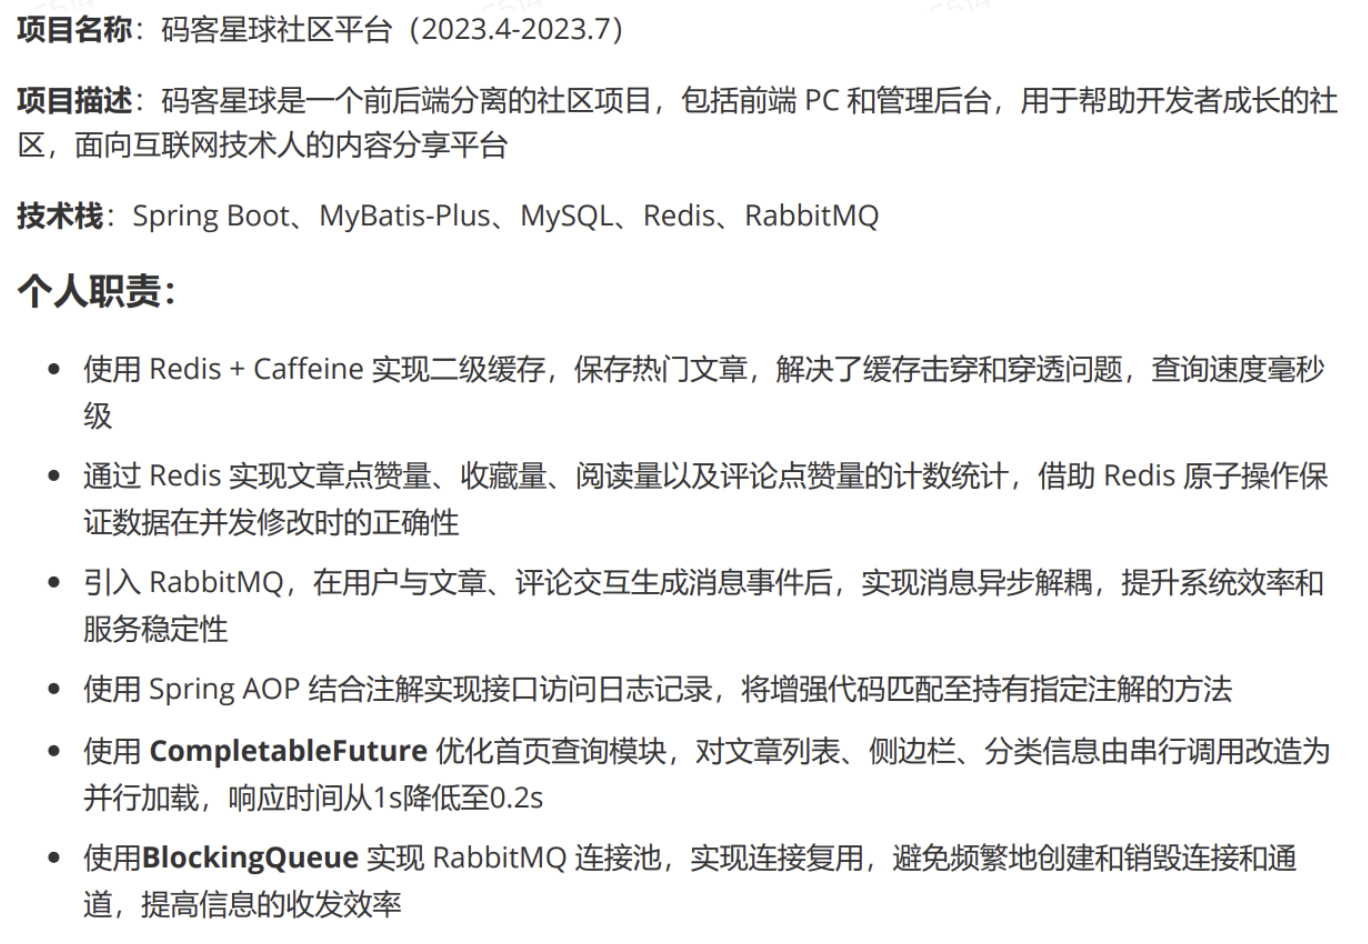 项目名称：码客星球社区平台（2023.4-2023.7）
项目描述：码客星球是一个前后端分离的社区项目，包括前端 PC 和管理后台，用于帮助开发者成长的社
区，面向互联网技术人的内容分享平台
技术栈：Spring Boot、MyBatis-Plus、MySQL、Redis、RabbitMQ
个人职责：
使用 Redis + Caffeine 实现二级缓存，保存热门文章，解决了缓存击穿和穿透问题，查询速度毫秒
级
通过 Redis 实现文章点赞量、收藏量、阅读量以及评论点赞量的计数统计，借助 Redis 原子操作保
证数据在并发修改时的正确性
引入 RabbitMQ，在用户与文章、评论交互生成消息事件后，实现消息异步解耦，提升系统效率和
服务稳定性
使用 Spring AOP 结合注解实现接口访问日志记录，将增强代码匹配至持有指定注解的方法
使用 CompletableFuture 优化首页查询模块，对文章列表、侧边栏、分类信息由串行调用改造为
并行加载，响应时间从1s降低至0.2s
使用BlockingQueue 实现 RabbitMQ 连接池，实现连接复用，避免频繁地创建和销毁连接和通
道，提高信息的收发效率